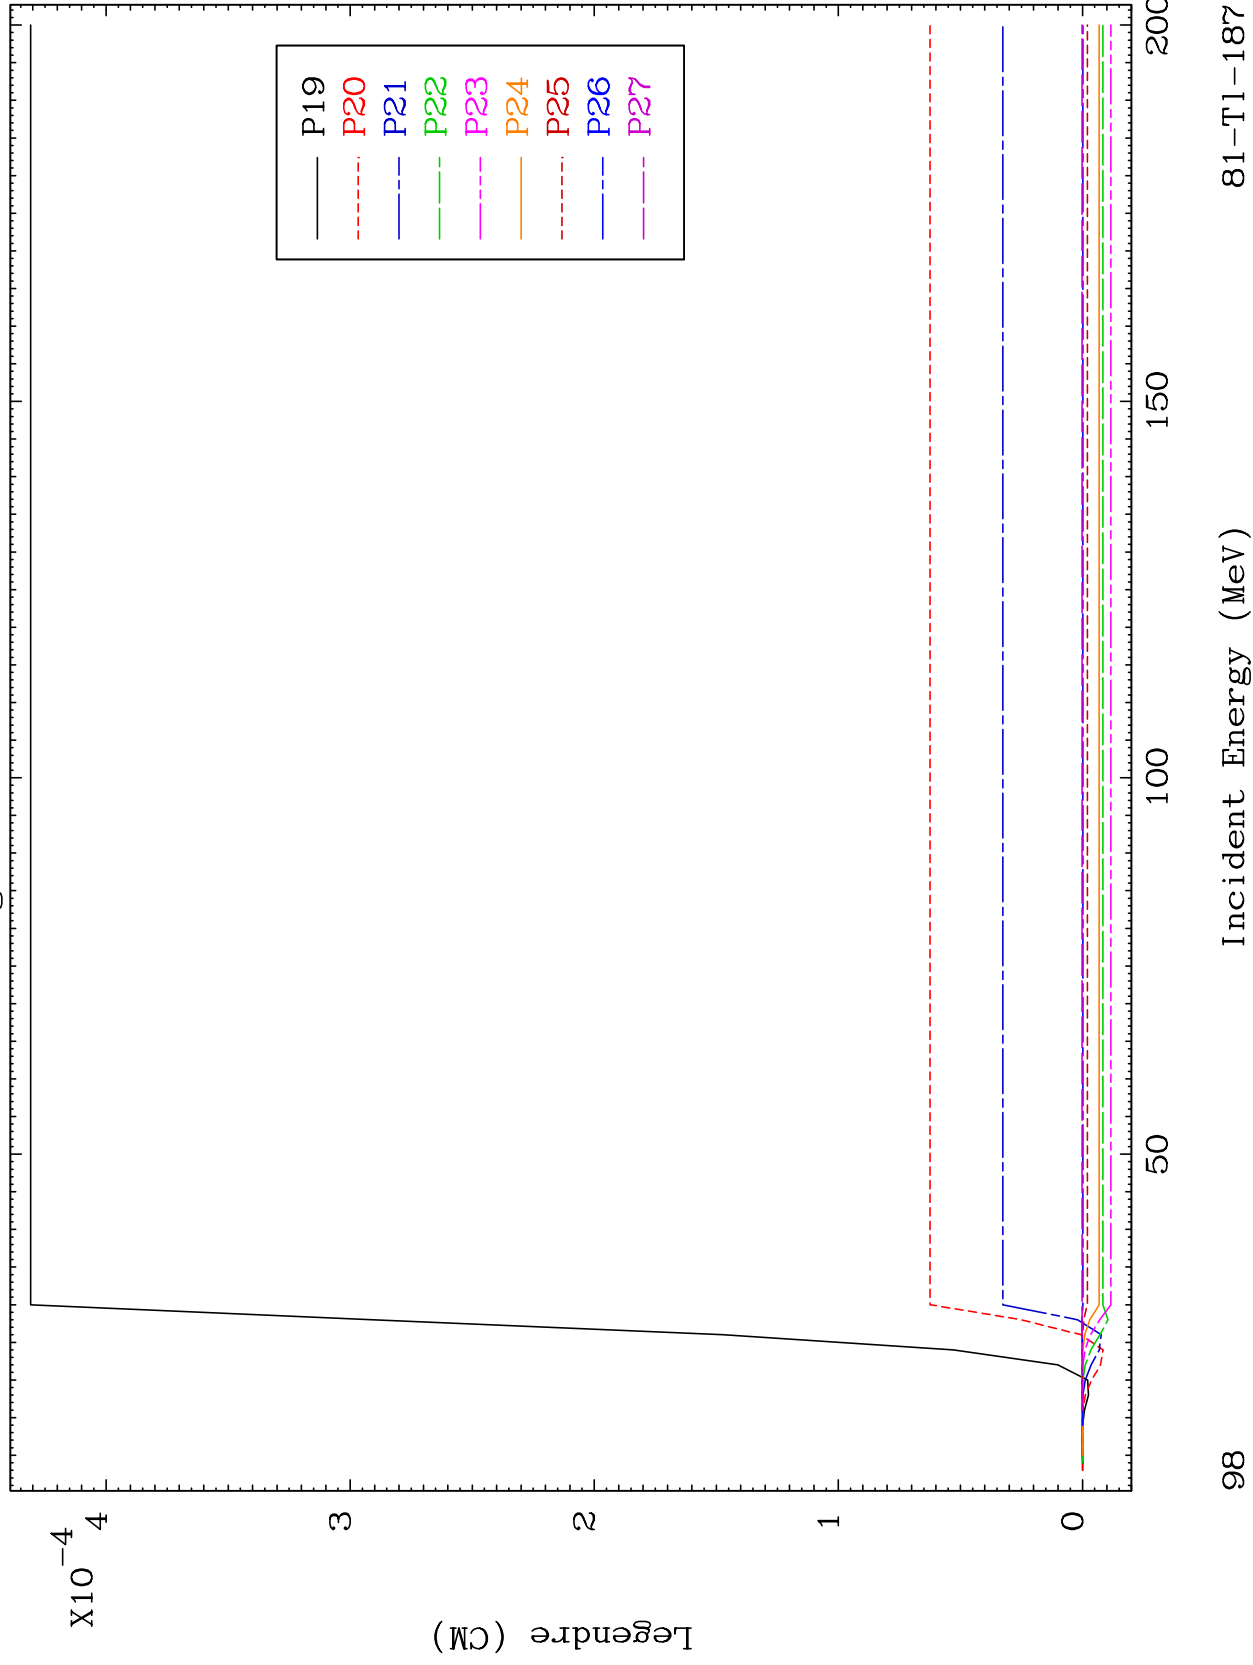 X10-4
4
3
2
1
0
Legendre (CM)
P19
P20
P21
P22
P23
P24
P25
P26
P27
50
100
150
200
Incident Energy (MeV)
98
81-Tl-187